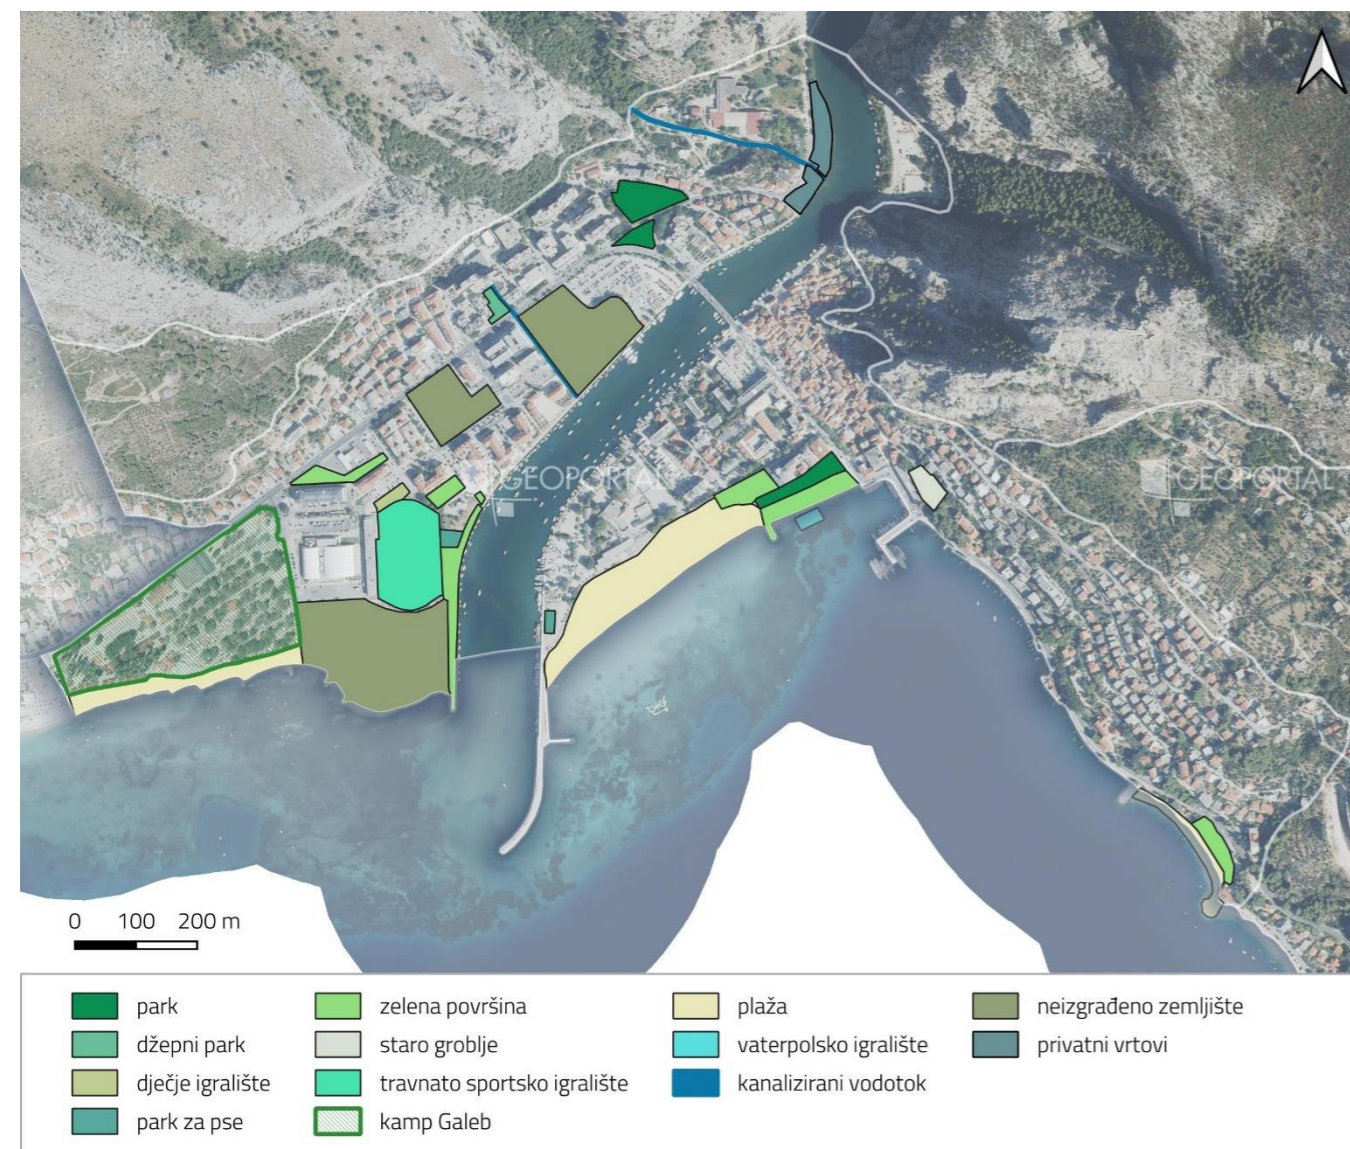 GEOPORTAL
GEOPORTAL
0 100 200 m
park
džepni park
dječje igralište
park za pse
zelena površina
staro groblje
travnato sportsko igralište
kamp Galeb
plaža
vaterpolsko igralište
kanalizirani vodotok
neizgrađeno zemljište
privatni vrtovi